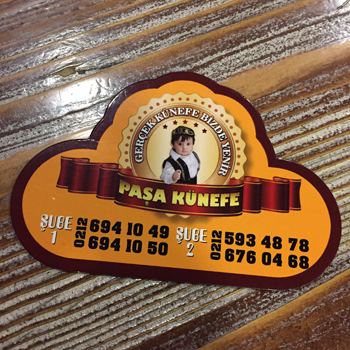 GERÇEK KÜNEFE BİZDE YENİR
PAŞA KÜNEFE
ŞUBE 1
0212 694 10 49
694 10 50
ŞUBE 2
0212 593 48 78
676 04 68